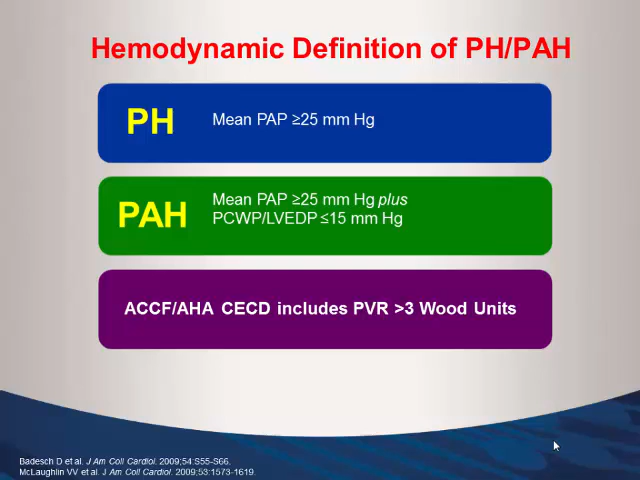 Hemodynamic Definition of PH/PAH
PH
Mean PAP ≥25 mm Hg
PAH
Mean PAP ≥25 mm Hg plus
PCWP/LVEDP ≤15 mm Hg
ACCF/AHA CECD includes PVR >3 Wood Units
Badesch D et al. J Am Coll Cardiol. 2009;54:S55-S66.
McLaughlin VV et al. J Am Coll Cardiol. 2009;53:1573-1619.